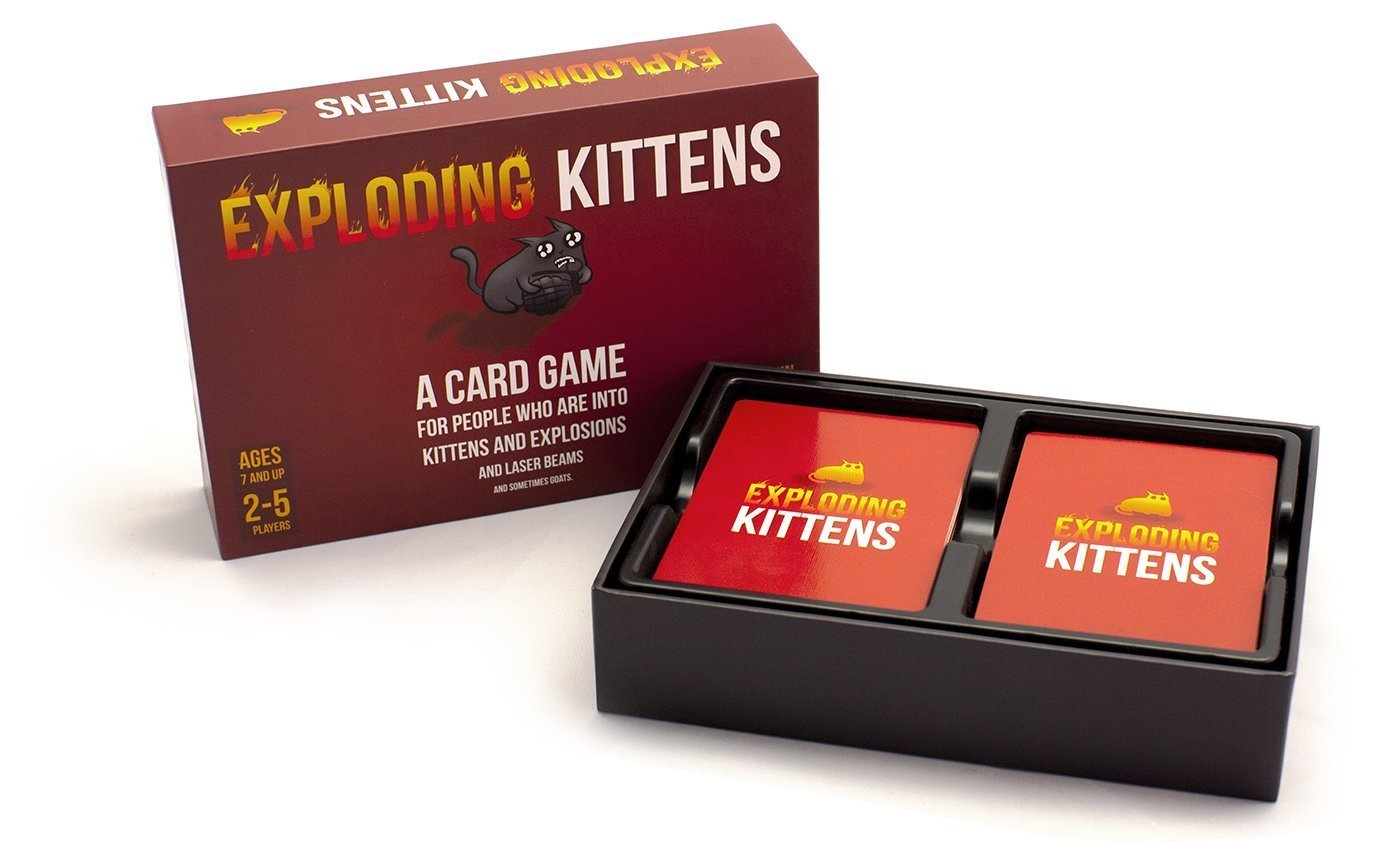 EXPLODING KITTENS
EXPLODING KITTENS
A CARD GAME
FOR PEOPLE WHO ARE INTO
KITTENS AND EXPLOSIONS
AND LASER BEAMS
AND SOMETIMES GOATS.
AGES
7 AND UP
2-5
PLAYERS
EXPLODING
KITTENS
EXPLODING
KITTENS